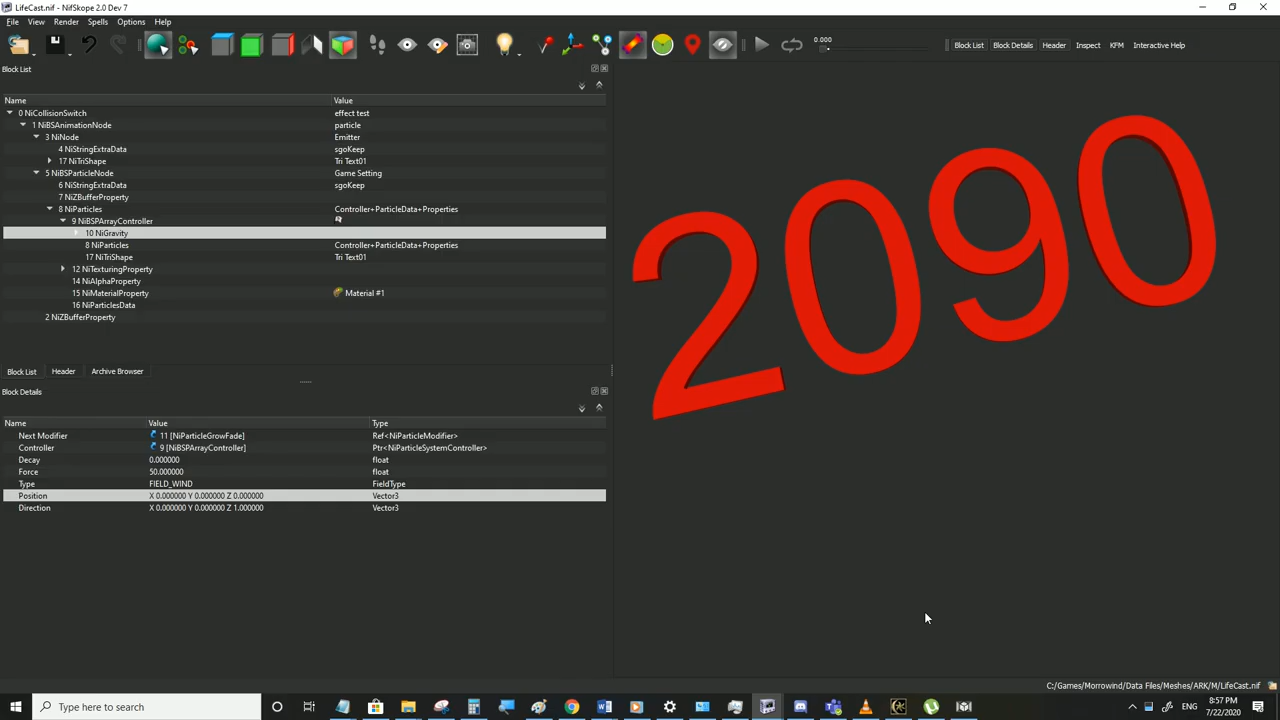 LifeCast.nif - NifSkope 2.0 Dev 7
File View Render Spells Options Help
0.000
Block List Block Details Header Inspect KFM Interactive Help
Block List
Name Value
0 NiCollisionSwitch effect test
1 NiBSAnimationNode particle
3 NiNode Emitter
4 NiStringExtraData sgoKeep
17 NiTriShape Tri Text01
5 NiBSParticleNode Game Setting
6 NiStringExtraData sgoKeep
7 NiZBufferProperty
8 NiParticles Controller+ParticleData+Properties
9 NiBSPArrayController
10 NiGravity
8 NiParticles Controller+ParticleData+Properties
17 NiTriShape Tri Text01
12 NiTexturingProperty
14 NiAlphaProperty
15 NiMaterialProperty Material #1
16 NiParticlesData
2 NiZBufferProperty
Block List Header Archive Browser
Block Details
Name Value Type
Next Modifier 11 [NiParticleGrowFade] Ref<NiParticleModifier>
Controller 9 [NiBSPArrayController] Ptr<NiParticleSystemController>
Decay 0.000000 float
Force 50.000000 float
Type FIELD_WIND FieldType
Position X 0.000000 Y 0.000000 Z 0.000000 Vector3
Direction X 0.000000 Y 0.000000 Z 1.000000 Vector3
2090
C:/Games/Morrowind/Data Files/Meshes/ARK/M/LifeCast.nif
Type here to search
ENG
8:57 PM
7/22/2020